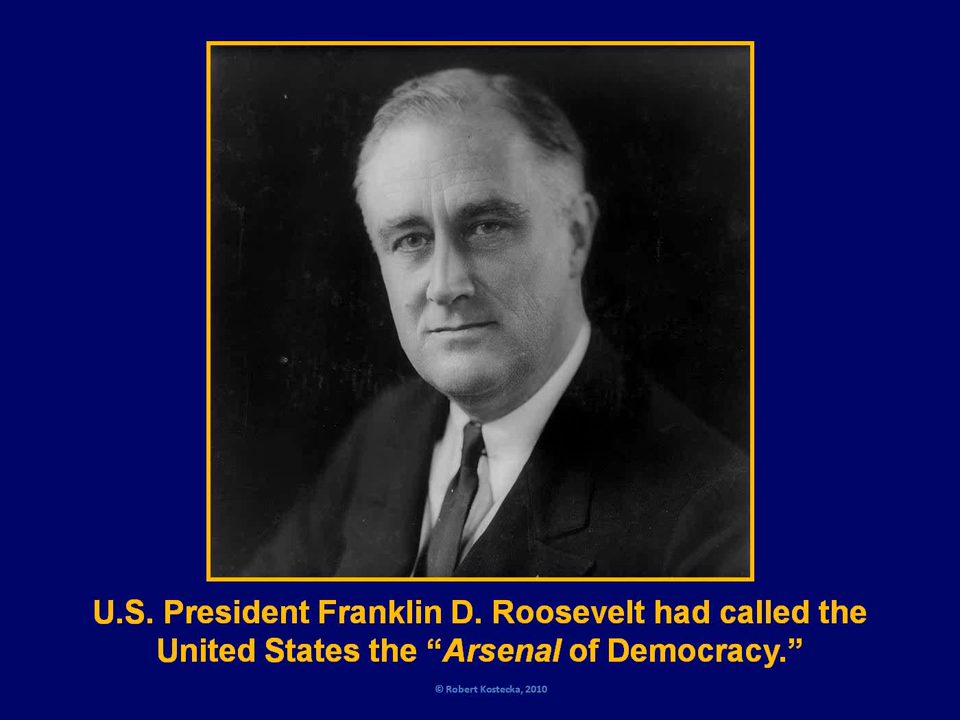 U.S. President Franklin D. Roosevelt had called the
United States the “Arsenal of Democracy.”
© Robert Kostecka, 2010